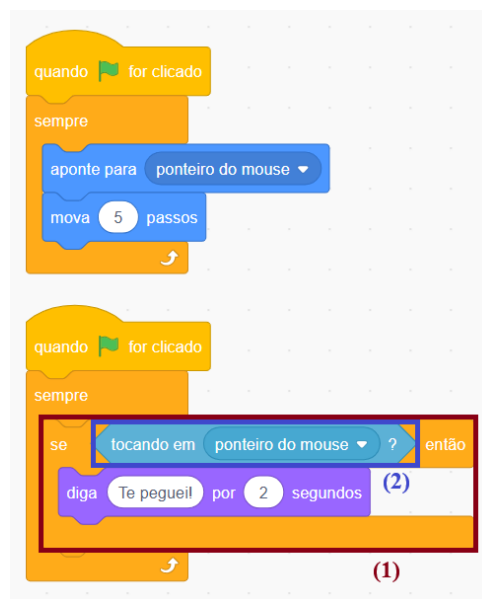 quando for clicado
sempre
aponte para ponteiro do mouse
mova 5 passos
quando for clicado
sempre
se tocando em ponteiro do mouse ? então
(2)
diga Te peguei! por 2 segundos
(1)